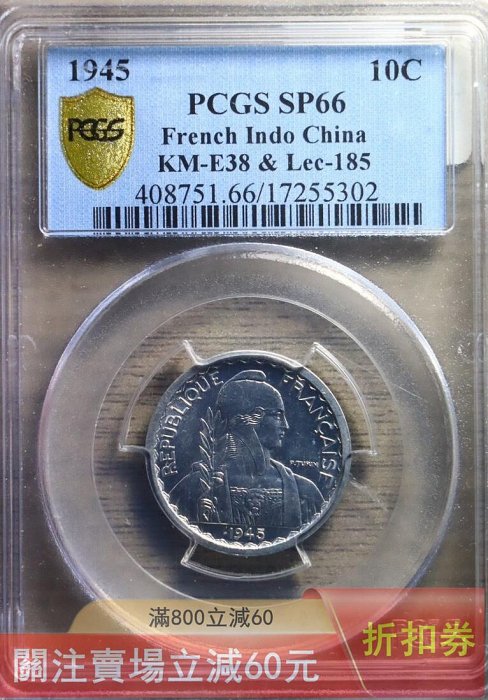 1945 10C
PCGS
PCGS SP66
French Indo China
KM-E38 & Lec-185
408751.66/17255302
REPUBLIQUE FRANÇAISE
P.TURIN
1945
滿800立減60
折扣券
關注賣場立減60元